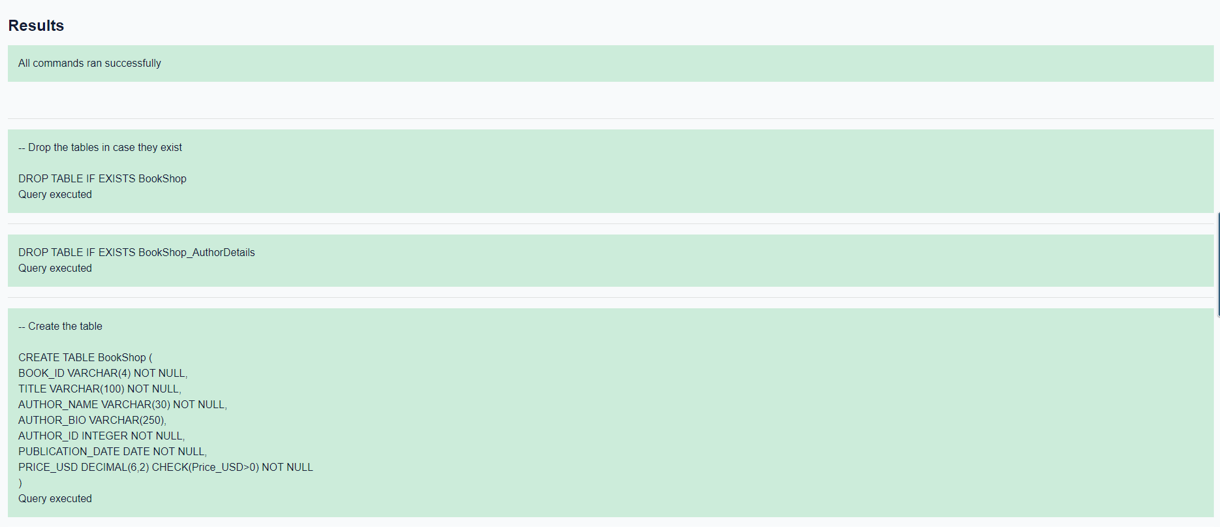 Results
All commands ran successfully
-- Drop the tables in case they exist
DROP TABLE IF EXISTS BookShop
Query executed
DROP TABLE IF EXISTS BookShop_AuthorDetails
Query executed
-- Create the table
CREATE TABLE BookShop (
BOOK_ID VARCHAR(4) NOT NULL,
TITLE VARCHAR(100) NOT NULL,
AUTHOR_NAME VARCHAR(30) NOT NULL,
AUTHOR_BIO VARCHAR(250),
AUTHOR_ID INTEGER NOT NULL,
PUBLICATION_DATE DATE NOT NULL,
PRICE_USD DECIMAL(6,2) CHECK(Price_USD>0) NOT NULL
)
Query executed